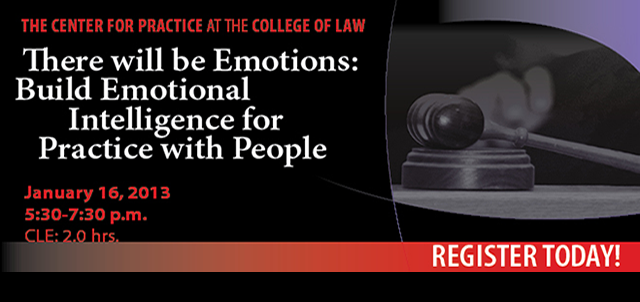 THE CENTER FOR PRACTICE AT THE COLLEGE OF LAW
There will be Emotions:
Build Emotional
Intelligence for
Practice with People
January 16, 2013
5:30-7:30 p.m.
CLE: 2.0 hrs.
REGISTER TODAY!